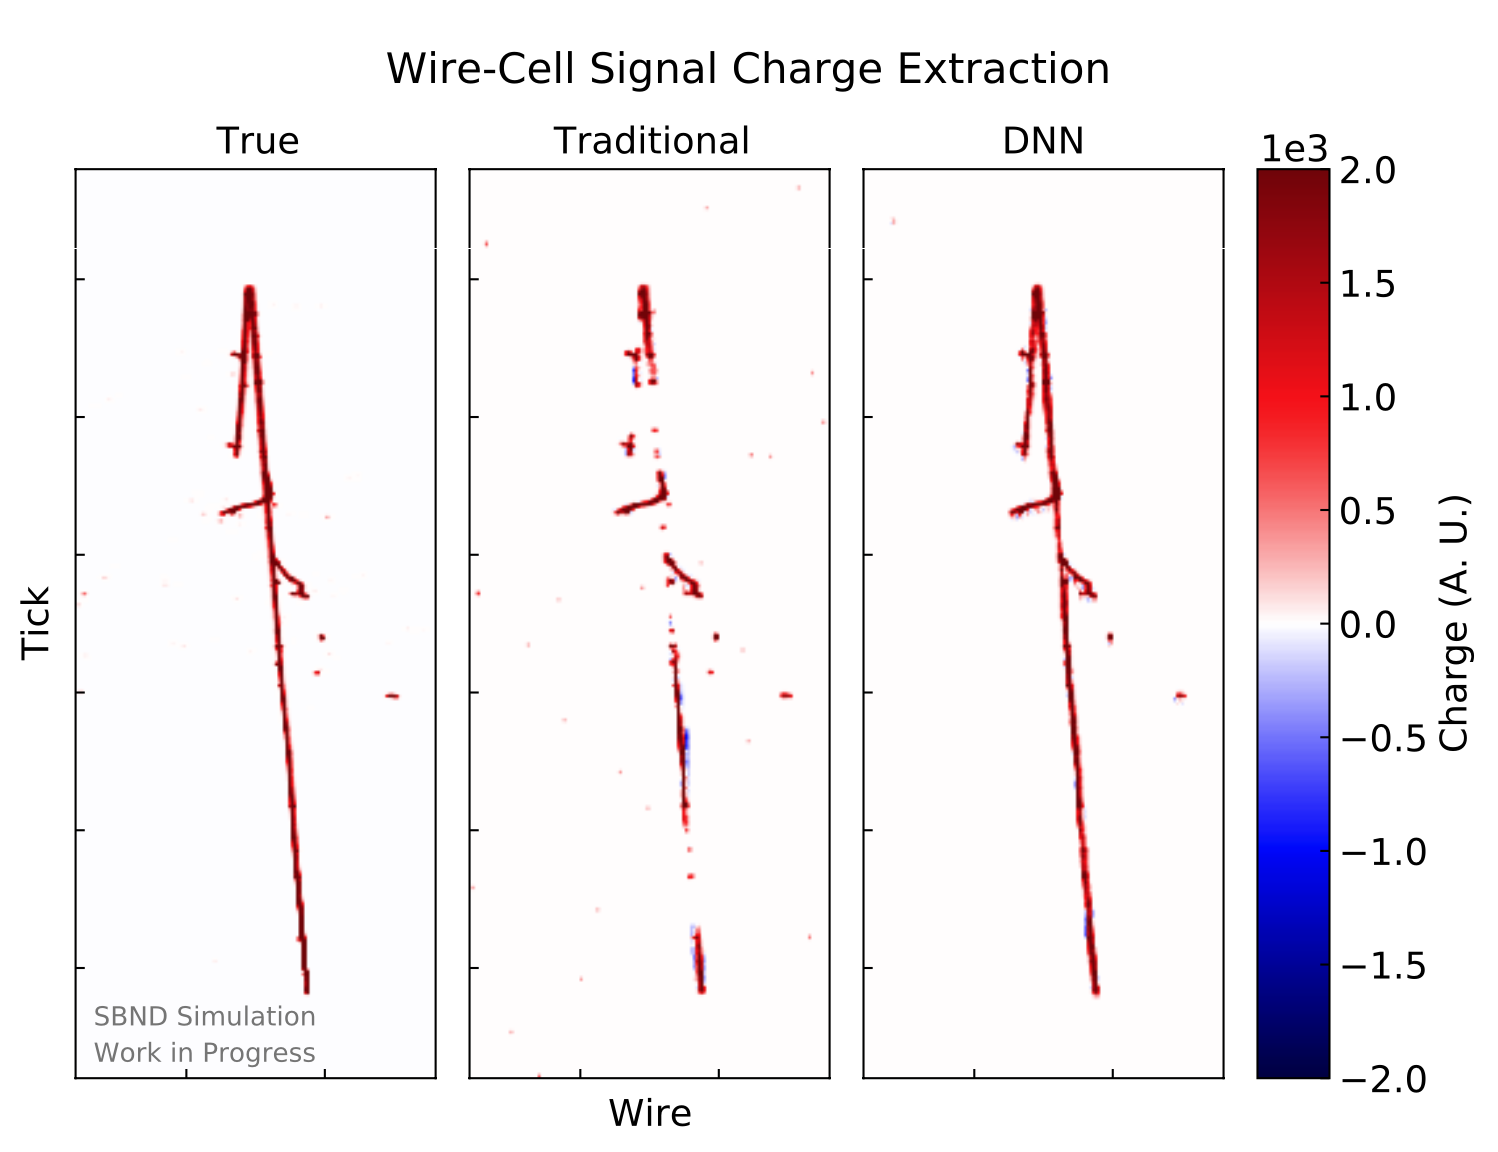 Wire-Cell Signal Charge Extraction
True
Traditional
DNN
1e3
2.0
1.5
1.0
0.5
0.0
−0.5
−1.0
−1.5
−2.0
Charge (A. U.)
Tick
SBND Simulation
Work in Progress
Wire